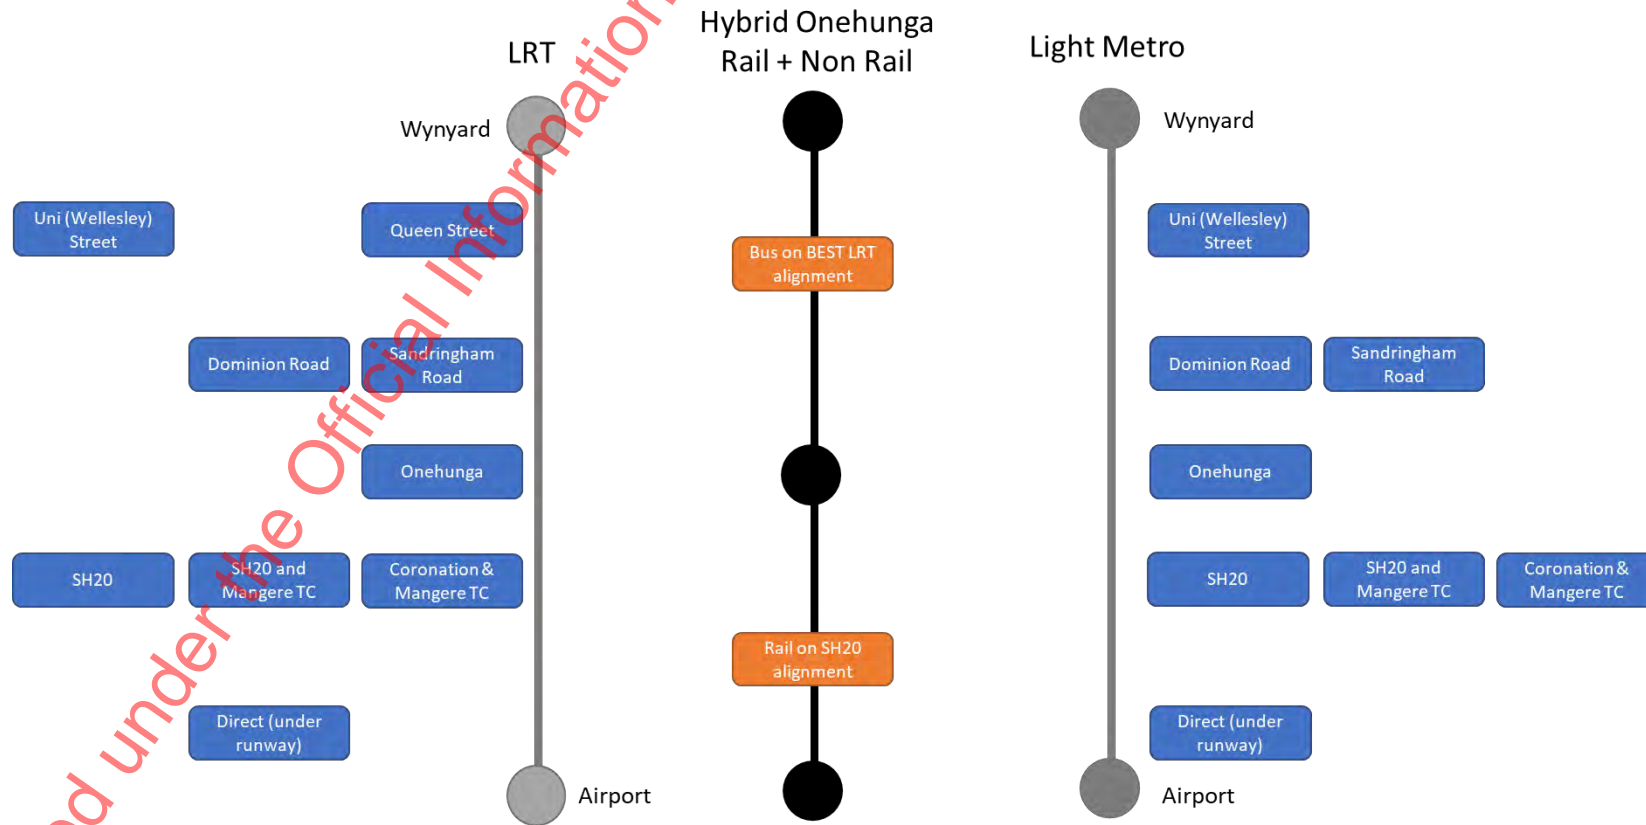 LRT
Hybrid Onehunga
Rail + Non Rail
Light Metro
Wynyard
Wynyard
Uni (Wellesley)
Street
Queen Street
Bus on BEST LRT
alignment
Uni (Wellesley)
Street
Dominion Road
Sandringham
Road
Dominion Road
Sandringham
Road
Onehunga
Onehunga
SH20
SH20 and
Mangere TC
Coronation &
Mangere TC
SH20
SH20 and
Mangere TC
Coronation &
Mangere TC
Rail on SH20
alignment
Direct (under
runway)
Direct (under
runway)
Airport
Airport
under the Official Information